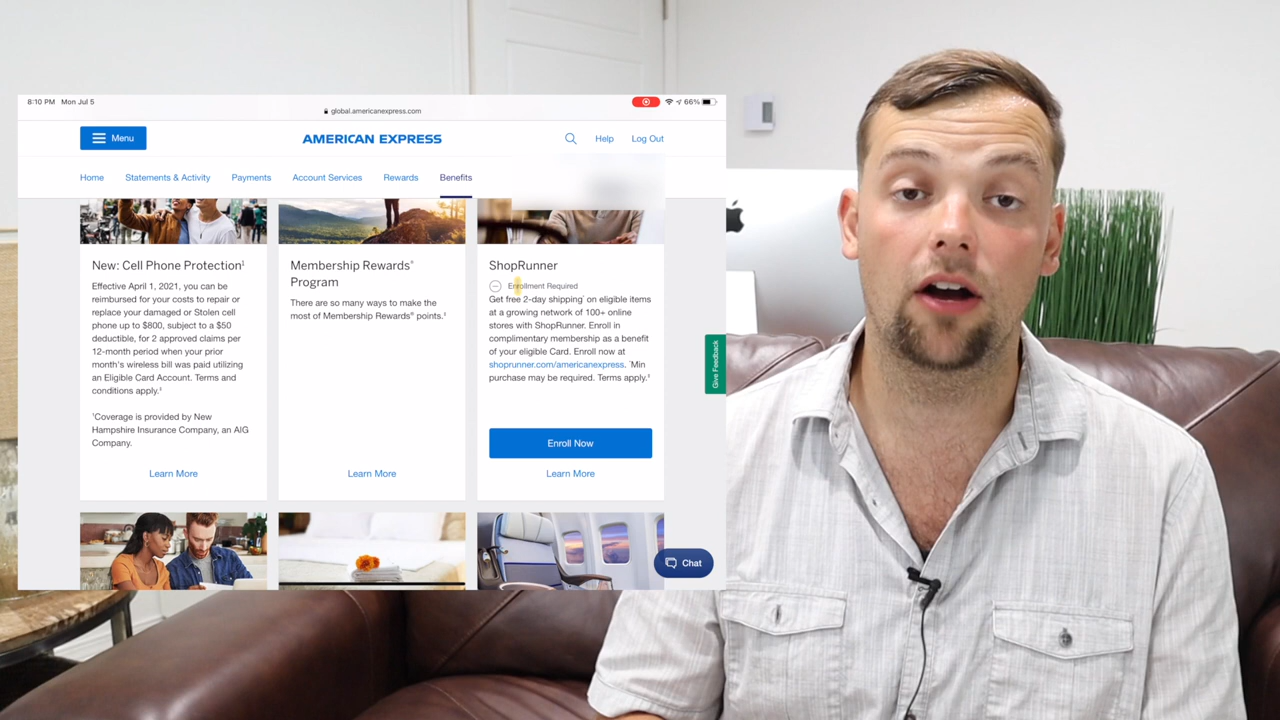 8:10 PM Mon Jul 5
global.americanexpress.com
66%
Menu
AMERICAN EXPRESS
Help
Log Out
Home
Statements & Activity
Payments
Account Services
Rewards
Benefits
New: Cell Phone Protection¹
Effective April 1, 2021, you can
be
reimbursed for your costs to repair or
replace your damaged or Stolen cell
phone up to $800, subject to a $50
deductible, for 2 approved claims per
12-month period when your prior
month's wireless bill was paid utilizing
an Eligible Card Account. Terms and
conditions apply.‡
¹Coverage is provided by New
Hampshire Insurance Company, an AIG
Company.
Learn More
Membership Rewards®
Program
There are so many ways to make the
most of Membership Rewards® points.‡
Learn More
ShopRunner
Enrollment Required
Get free 2-day shipping* on eligible items
at a growing network of 100+ online
stores with ShopRunner. Enroll in
complimentary membership as a benefit
of your eligible Card. Enroll now at
shoprunner.com/americanexpress. *Min
purchase may be required. Terms apply.‡
Enroll Now
Learn More
Give Feedback
Chat